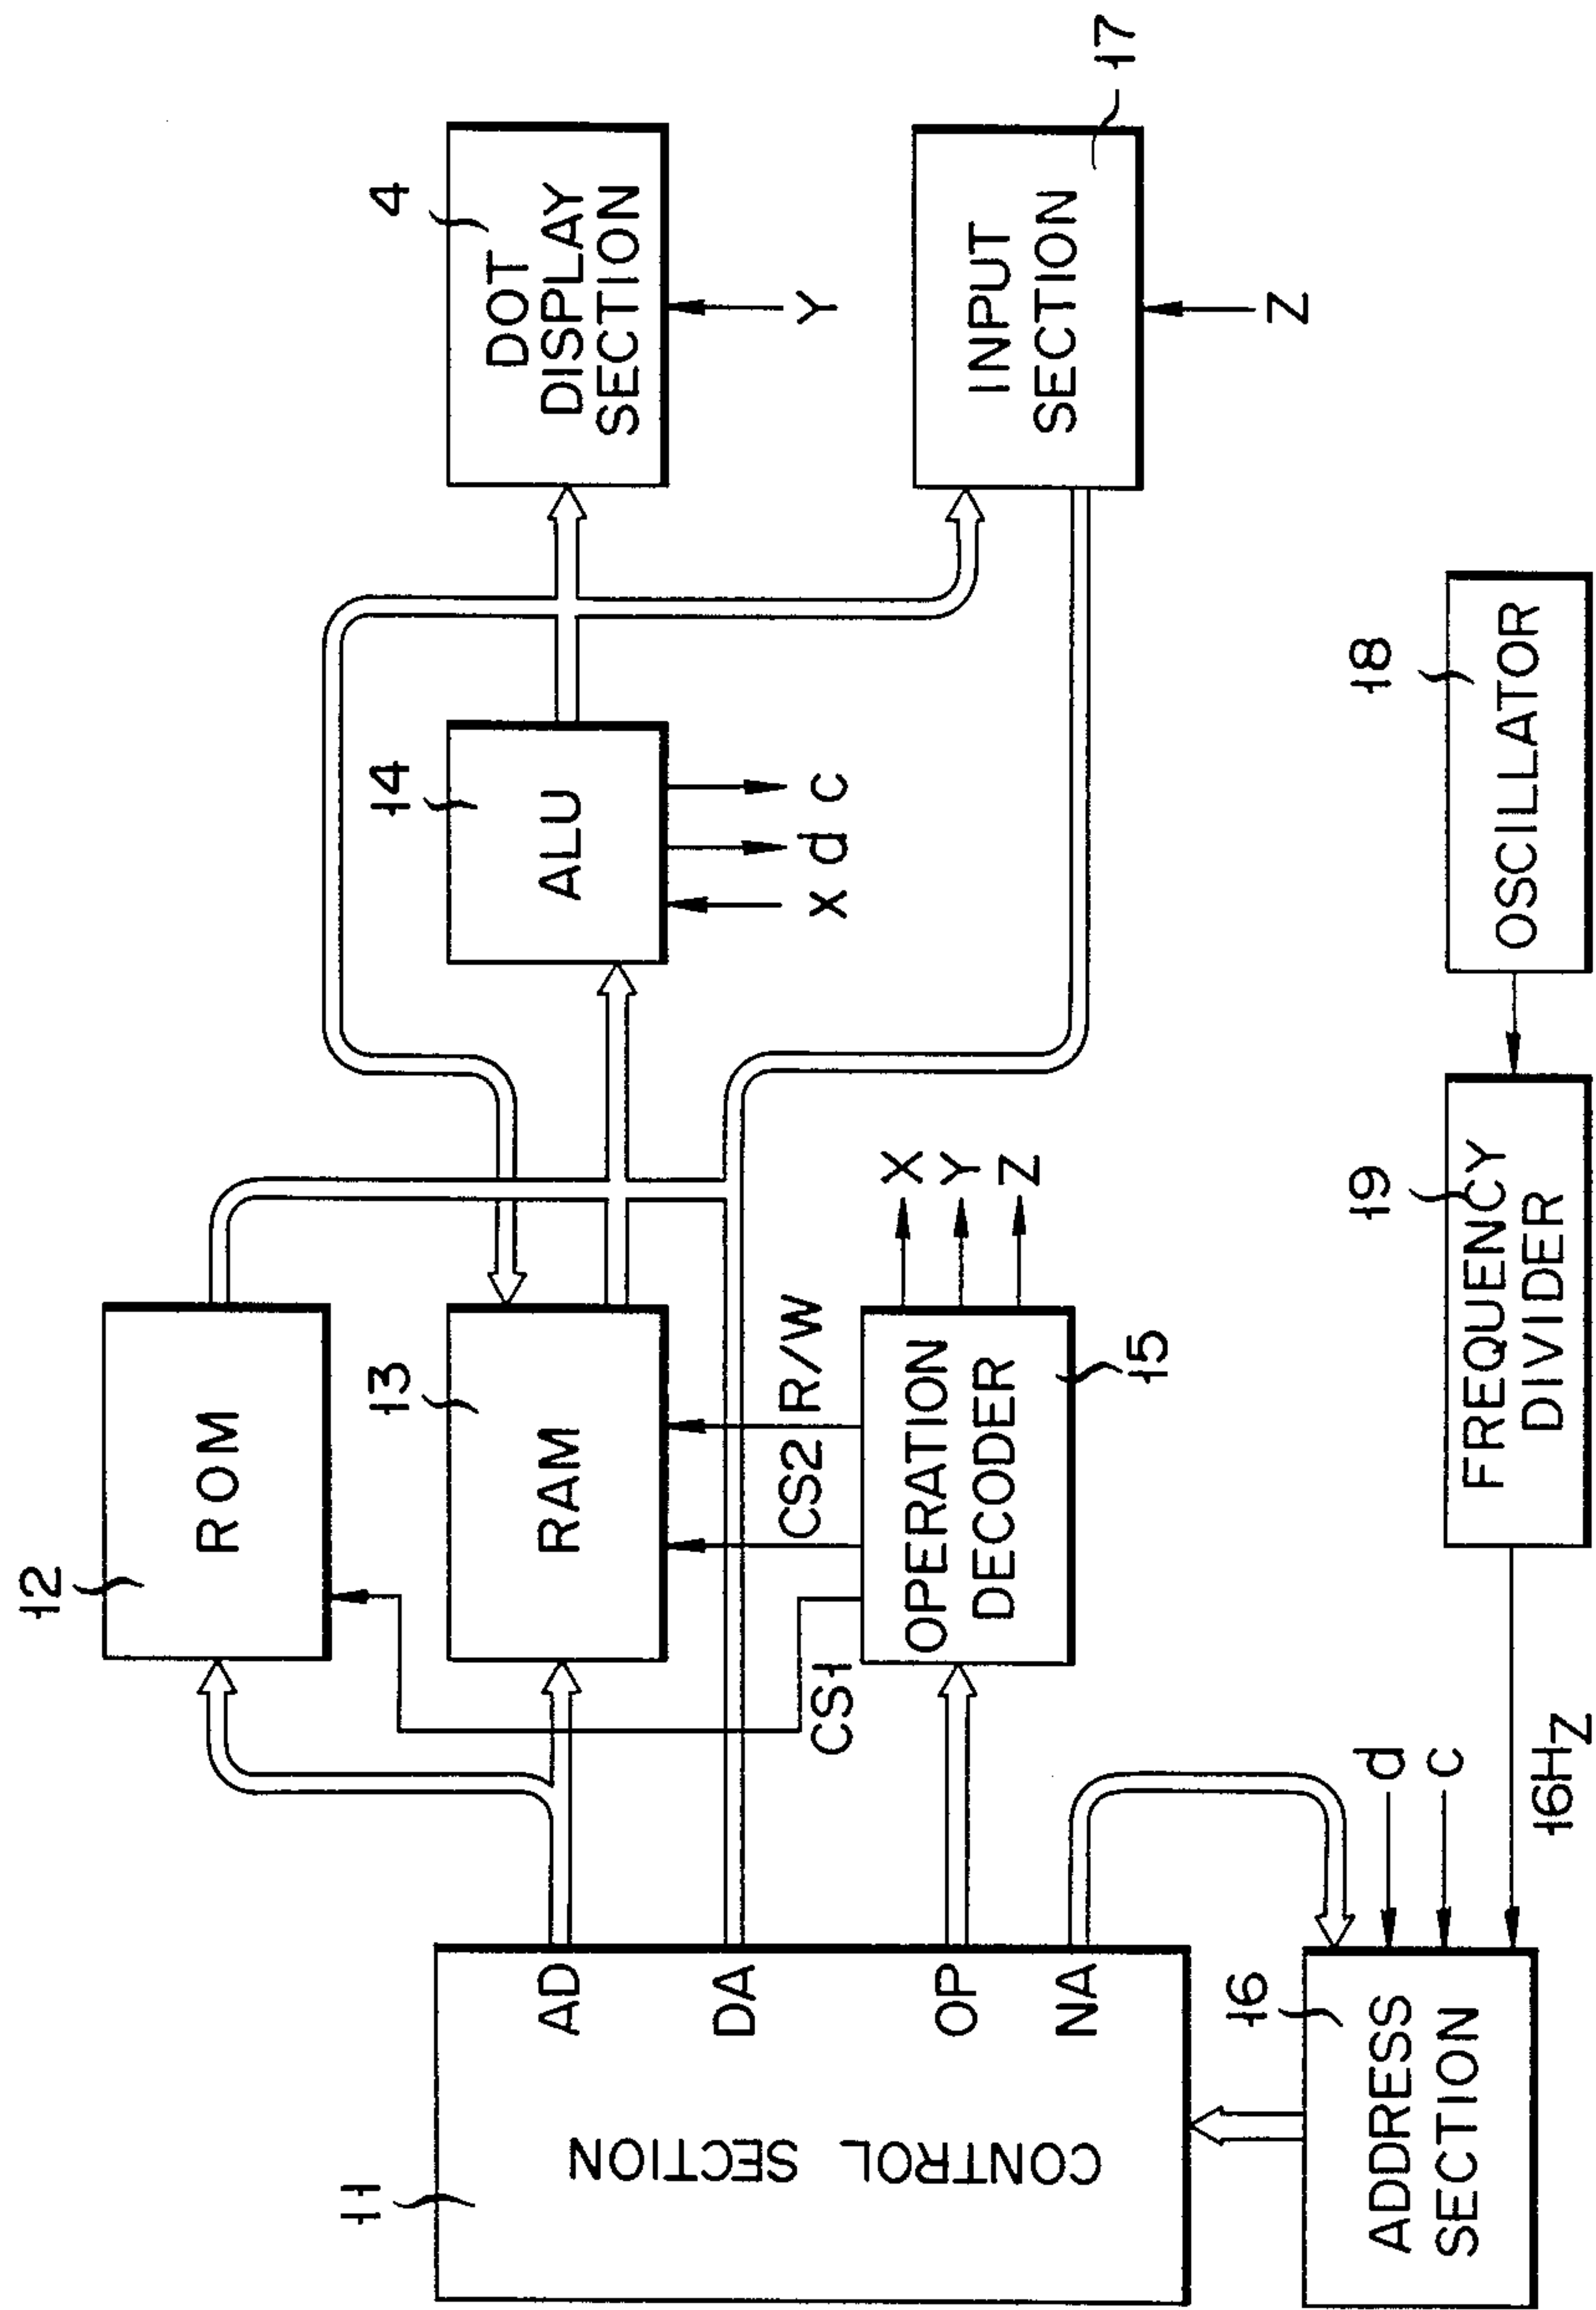 12
ROM
13
RAM
14
ALU
X d C
4
DOT
DISPLAY
SECTION
Y
11
CONTROL SECTION
AD
DA
OP
NA
CS1
CS2
R/W
OPERATION
DECODER
15
X
Y
Z
INPUT
SECTION
17
Z
16
ADDRESS
SECTION
d
C
16Hz
19
FREQUENCY
DIVIDER
18
OSCILLATOR